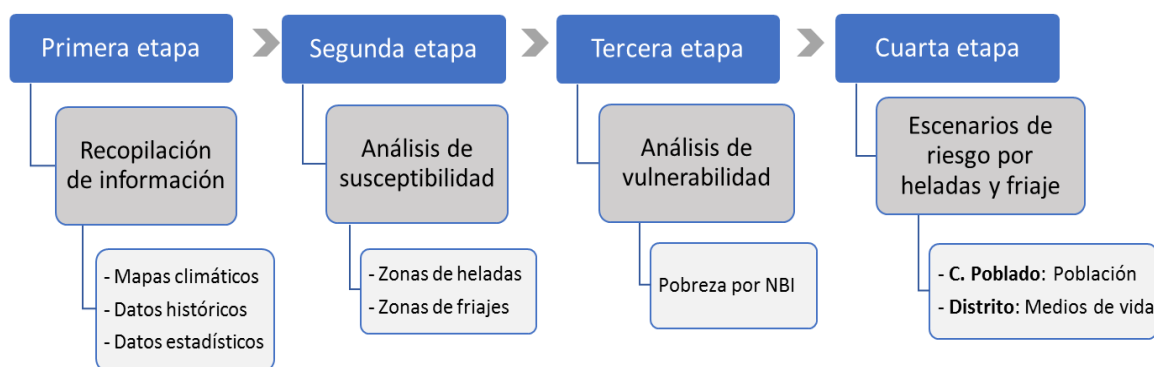 Primera etapa
Segunda etapa
Tercera etapa
Cuarta etapa
Recopilación
de información
Análisis de
susceptibilidad
Análisis de
vulnerabilidad
Escenarios de
riesgo por
heladas y friaje
- Mapas climáticos
- Datos históricos
- Datos estadísticos
- Zonas de heladas
- Zonas de friajes
Pobreza por NBI
- C. Poblado: Población
- Distrito: Medios de vida